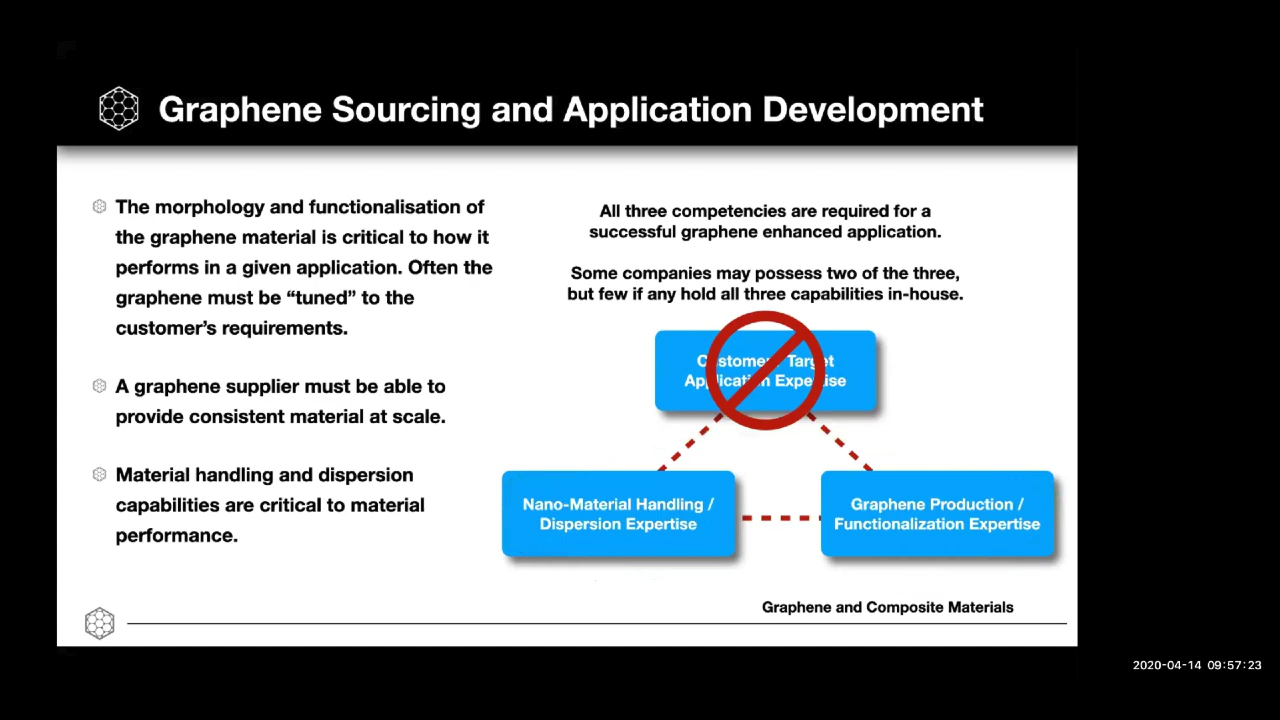 Graphene Sourcing and Application Development
The morphology and functionalisation of
the graphene material is critical to how it
performs in a given application. Often the
graphene must be “tuned” to the
customer’s requirements.
A graphene supplier must be able to
provide consistent material at scale.
Material handling and dispersion
capabilities are critical to material
performance.
All three competencies are required for a
successful graphene enhanced application.
Some companies may possess two of the three,
but few if any hold all three capabilities in-house.
Target
Application Expertise
Nano-Material Handling /
Dispersion Expertise
Graphene Production /
Functionalization Expertise
Graphene and Composite Materials
2020-04-14 09:57:23